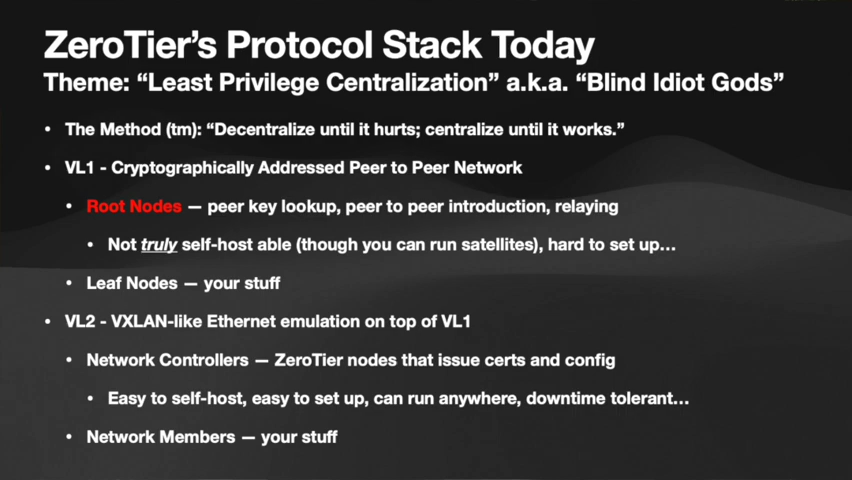 ZeroTier's Protocol Stack Today
Theme: “Least Privilege Centralization” a.k.a. “Blind Idiot Gods”
• The Method (tm): “Decentralize until it hurts; centralize until it works.”
• VL1 - Cryptographically Addressed Peer to Peer Network
• Root Nodes — peer key lookup, peer to peer introduction, relaying
• Not truly self-host able (though you can run satellites), hard to set up…
• Leaf Nodes — your stuff
• VL2 - VXLAN-like Ethernet emulation on top of VL1
• Network Controllers — ZeroTier nodes that issue certs and config
• Easy to self-host, easy to set up, can run anywhere, downtime tolerant…
• Network Members — your stuff